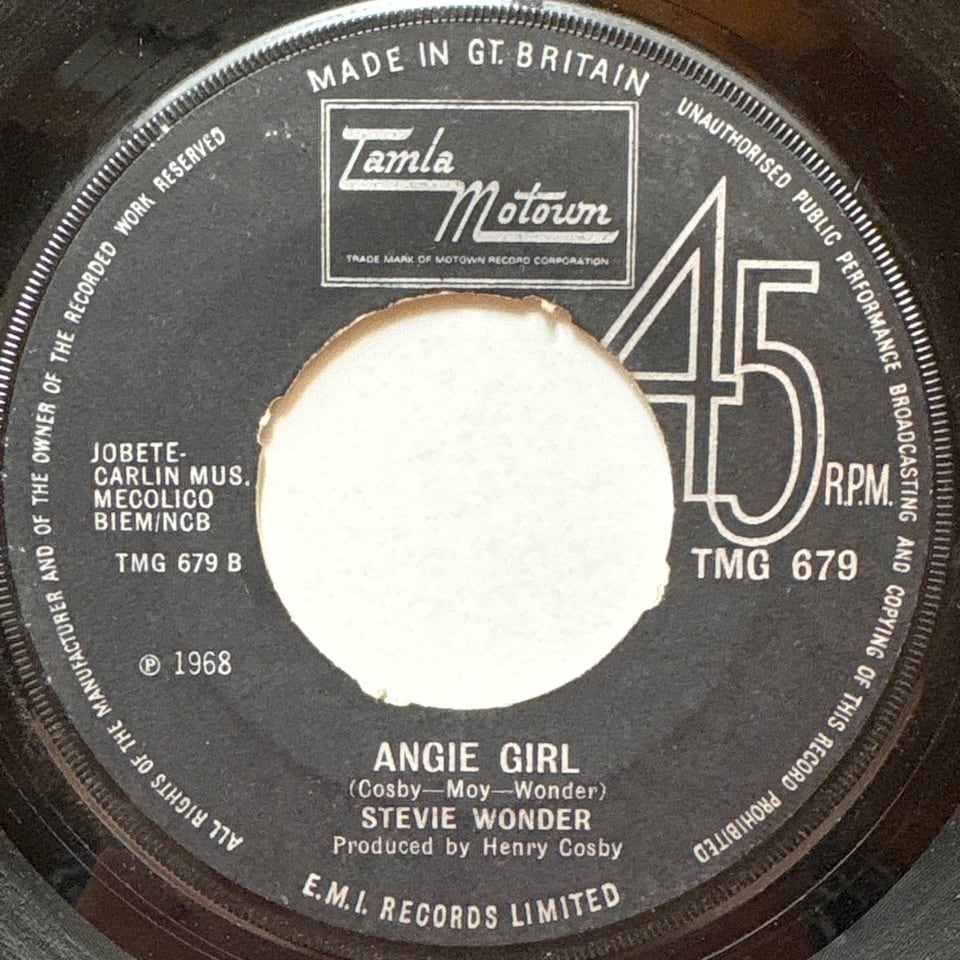 MADE IN GT. BRITAIN
Tamla
Motown
TRADE MARK OF MOTOWN RECORD CORPORATION
45
R.P.M.
TMG 679
JOBETE-
CARLIN MUS.
MECOLICO
BIEM/NCB
TMG 679 B
℗ 1968
ANGIE GIRL
(Cosby—Moy—Wonder)
STEVIE WONDER
Produced by Henry Cosby
E.M.I. RECORDS LIMITED
ALL RIGHTS OF THE MANUFACTURER AND OF THE OWNER OF THE RECORDED WORK RESERVED
UNAUTHORISED PUBLIC PERFORMANCE BROADCASTING AND COPYING OF THIS RECORD PROHIBITED